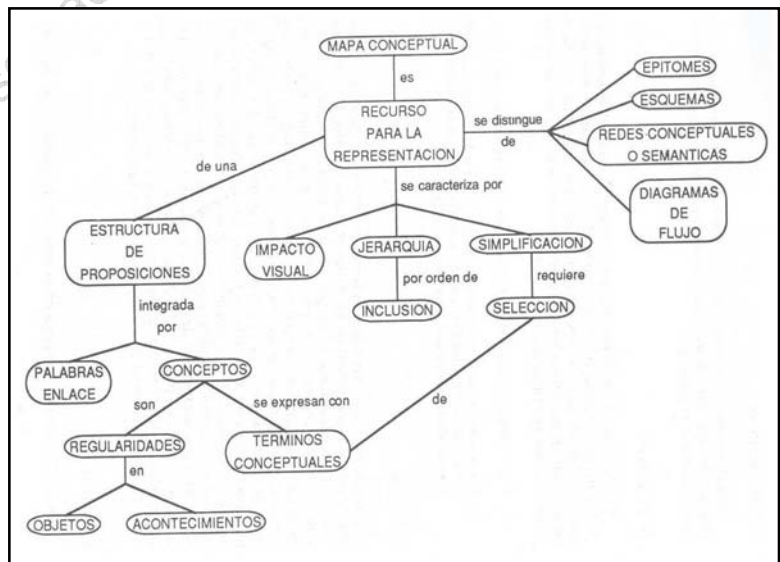 MAPA CONCEPTUAL
es
RECURSO
PARA LA
REPRESENTACION
se distingue
de
EPITOMES
ESQUEMAS
REDES·CONCEPTUALES
O SEMANTICAS
DIAGRAMAS
DE
FLUJO
de una
se caracteriza por
ESTRUCTURA
DE
PROPOSICIONES
IMPACTO
VISUAL
JERARQUIA
SIMPLIFICACION
por orden de
requiere
INCLUSION
SELECCION
integrada
por
PALABRAS
ENLACE
CONCEPTOS
son
se expresan con
de
REGULARIDADES
TERMINOS
CONCEPTUALES
en
OBJETOS
ACONTECIMIENTOS